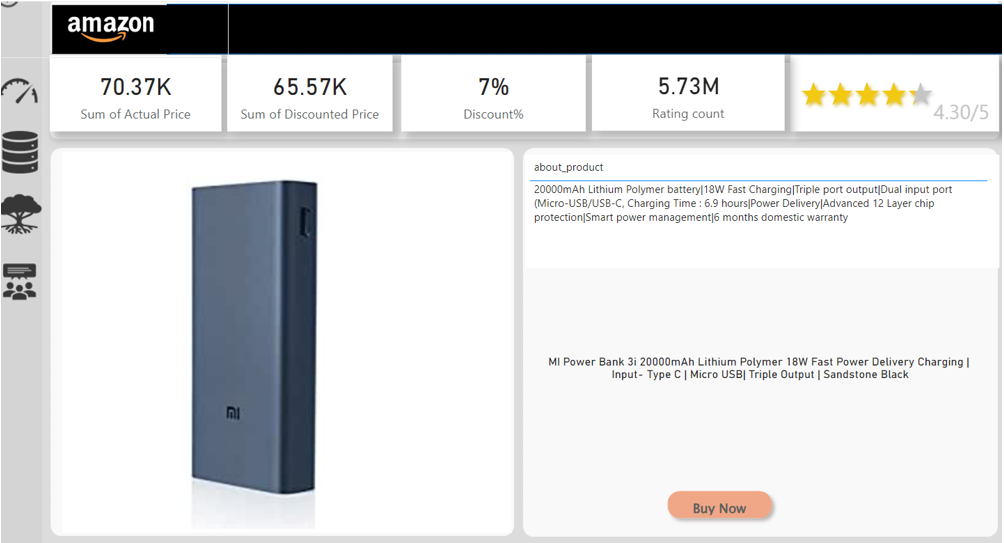 amazon
70.37K
Sum of Actual Price
65.57K
Sum of Discounted Price
7%
Discount%
5.73M
Rating count
4.30/5
about_product
20000mAh Lithium Polymer battery|18W Fast Charging|Triple port output|Dual input port
(Micro-USB/USB-C, Charging Time : 6.9 hours|Power Delivery|Advanced 12 Layer chip
protection|Smart power management|6 months domestic warranty
MI
MI Power Bank 3i 20000mAh Lithium Polymer 18W Fast Power Delivery Charging |
Input- Type C | Micro USB| Triple Output | Sandstone Black
Buy Now